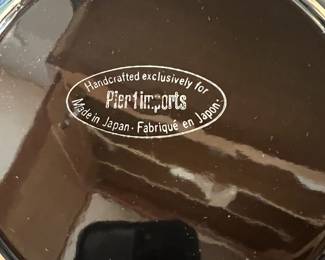 Handcrafted exclusively for
Pier 1 imports
Made in Japan · Fabriqué en Japon